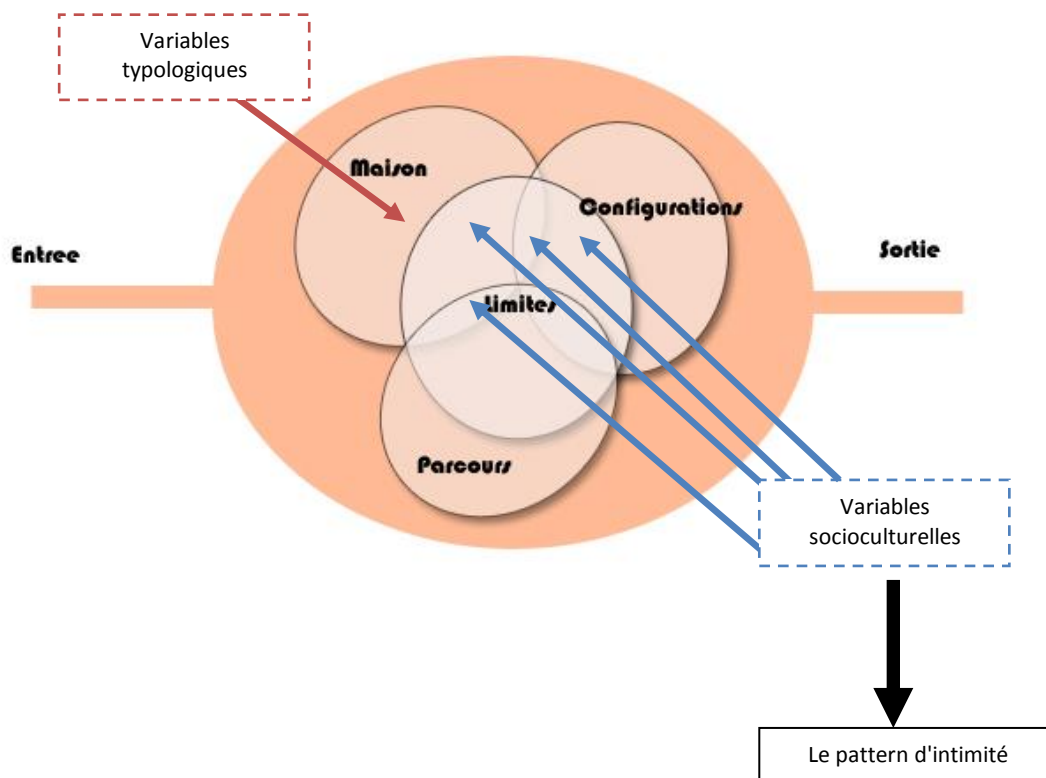 Variables
typologiques
Maison
Configurations
Entree
Sortie
Limites
Parcours
Variables
socioculturelles
Le pattern d'intimité